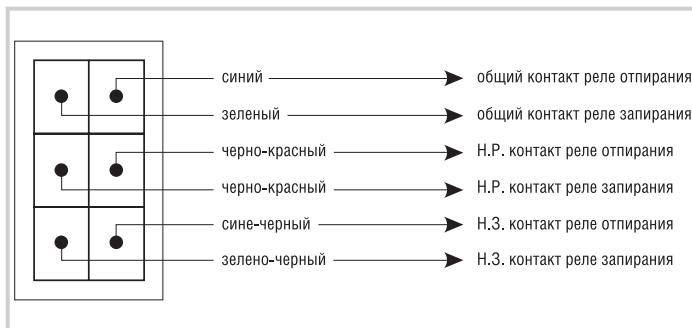 синий общий контакт реле отпирания
зеленый общий контакт реле запирания
черно-красный Н.Р. контакт реле отпирания
черно-красный Н.Р. контакт реле запирания
сине-черный Н.З. контакт реле отпирания
зелено-черный Н.З. контакт реле запирания